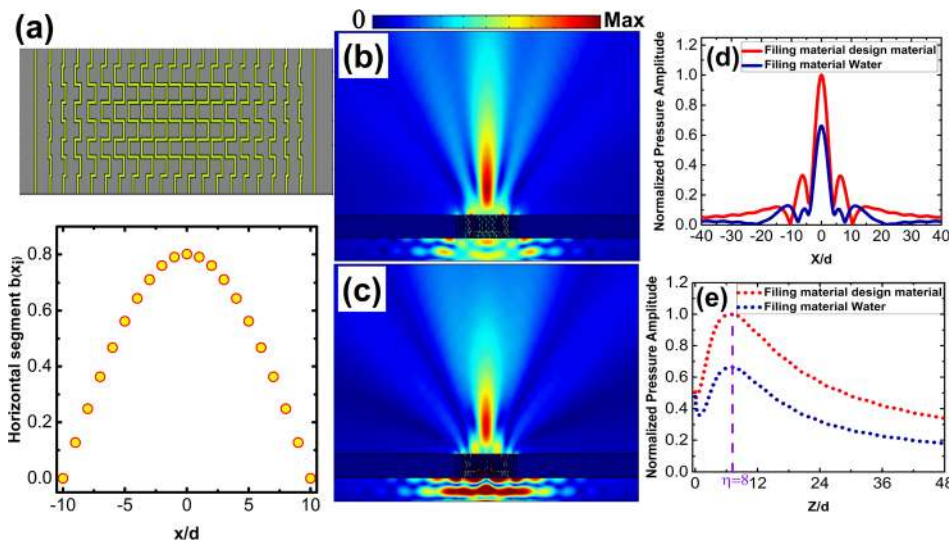 (a)
0.8
0.6
0.4
0.2
0.0
Horizontal segment b(xi)
-10 -5 0 5 10
x/d
0 Max
(b)
(c)
(d)
Filing material design material
Filing material Water
1.2
1.0
0.8
0.6
0.4
0.2
0
Normalized Pressure Amplitude
-40 -30 -20 -10 0 10 20 30 40
X/d
(e)
Filing material design material
Filing material Water
1.2
1.0
0.8
0.6
0.4
0.2
0.0
Normalized Pressure Amplitude
0 η=8 12 24 36 48
Z/d